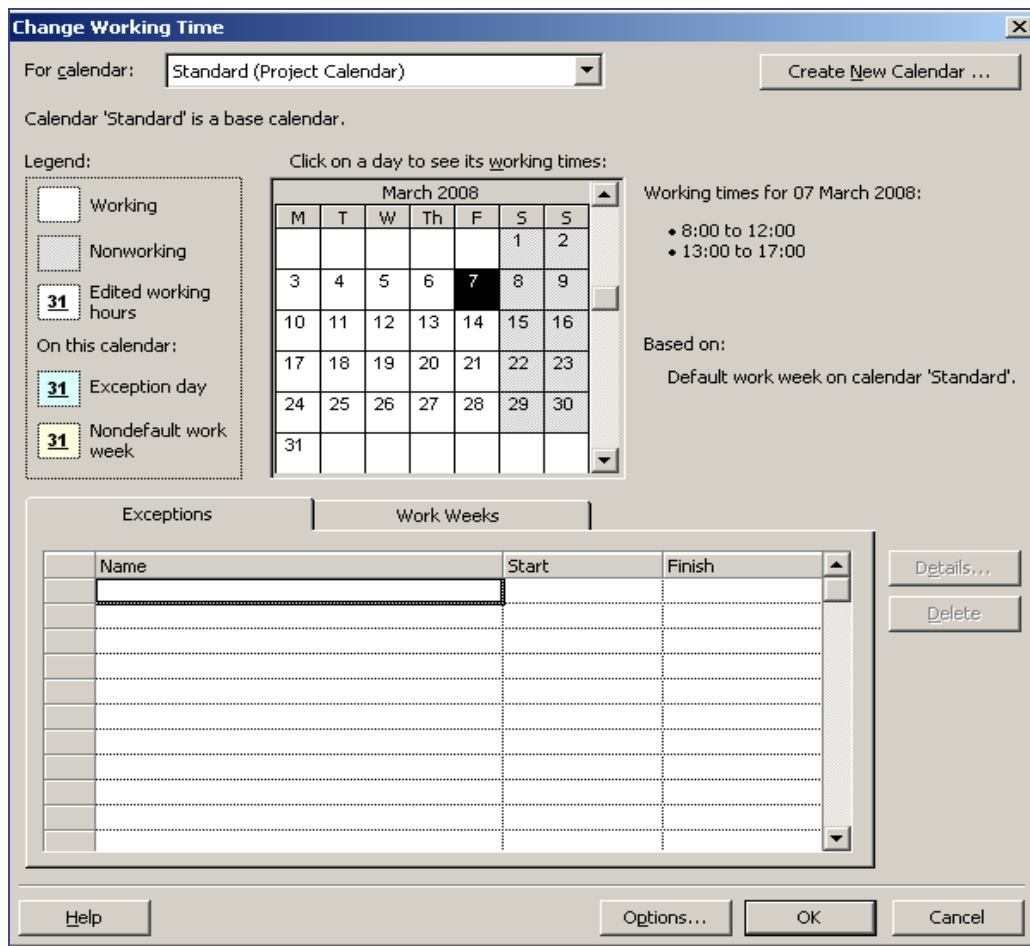 Change Working Time
For calendar: Standard (Project Calendar) Create New Calendar ...
Calendar 'Standard' is a base calendar.
Legend:
Working
Nonworking
31 Edited working
hours
On this calendar:
31 Exception day
31 Nondefault work
week
Click on a day to see its working times:
March 2008
M T W Th F S S
1 2
3 4 5 6 7 8 9
10 11 12 13 14 15 16
17 18 19 20 21 22 23
24 25 26 27 28 29 30
31
Working times for 07 March 2008:
• 8:00 to 12:00
• 13:00 to 17:00
Based on:
Default work week on calendar 'Standard'.
Exceptions Work Weeks
Name Start Finish
Details...
Delete
Help Options... OK Cancel